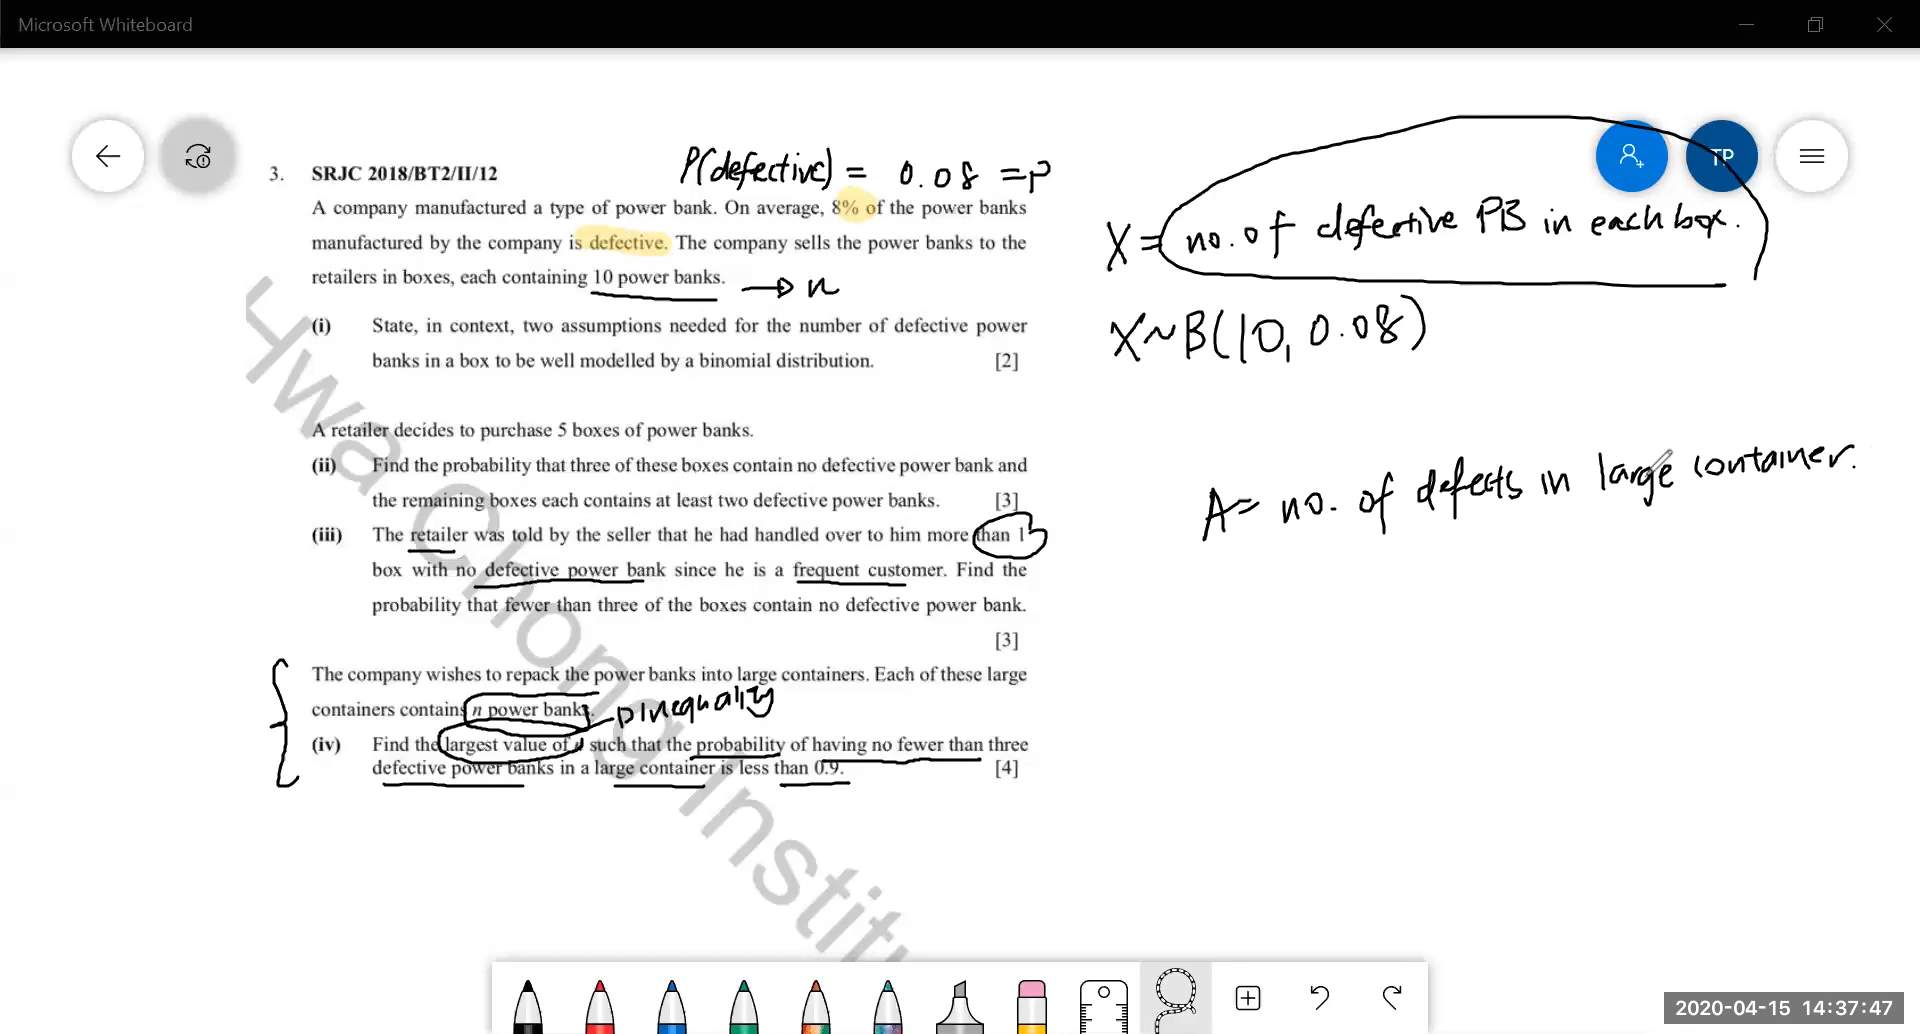 Microsoft Whiteboard
3. SRJC 2018/BT2/II/12
P(defective) = 0.08 = P
A company manufactured a type of power bank. On average, 8% of the power banks
manufactured by the company is defective. The company sells the power banks to the
retailers in boxes, each containing 10 power banks. → n
(i) State, in context, two assumptions needed for the number of defective power
banks in a box to be well modelled by a binomial distribution. [2]
A retailer decides to purchase 5 boxes of power banks.
(ii) Find the probability that three of these boxes contain no defective power bank and
the remaining boxes each contains at least two defective power banks. [3]
(iii) The retailer was told by the seller that he had handled over to him more than 1
box with no defective power bank since he is a frequent customer. Find the
probability that fewer than three of the boxes contain no defective power bank.
[3]
The company wishes to repack the power banks into large containers. Each of these large
containers contains n power banks.
inequality
(iv) Find the largest value of n such that the probability of having no fewer than three
defective power banks in a large container is less than 0.9. [4]
X = no. of defective PB in each box.
X~B(10, 0.08)
A = no. of defects in large container.
TP
Hwa Chong Institu
2020-04-15 14:37:47